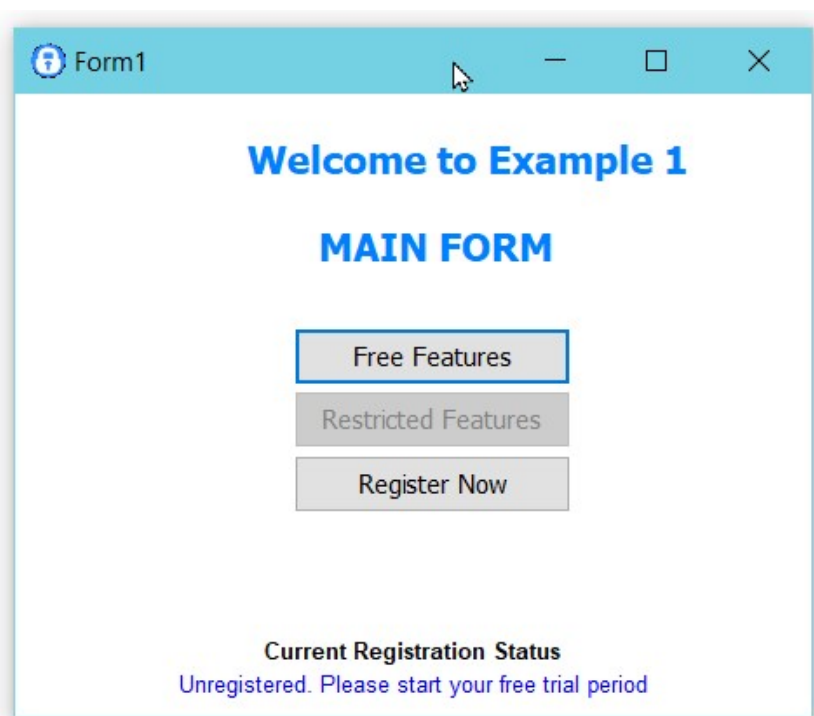 Form1
Welcome to Example 1
MAIN FORM
Free Features
Restricted Features
Register Now
Current Registration Status
Unregistered. Please start your free trial period